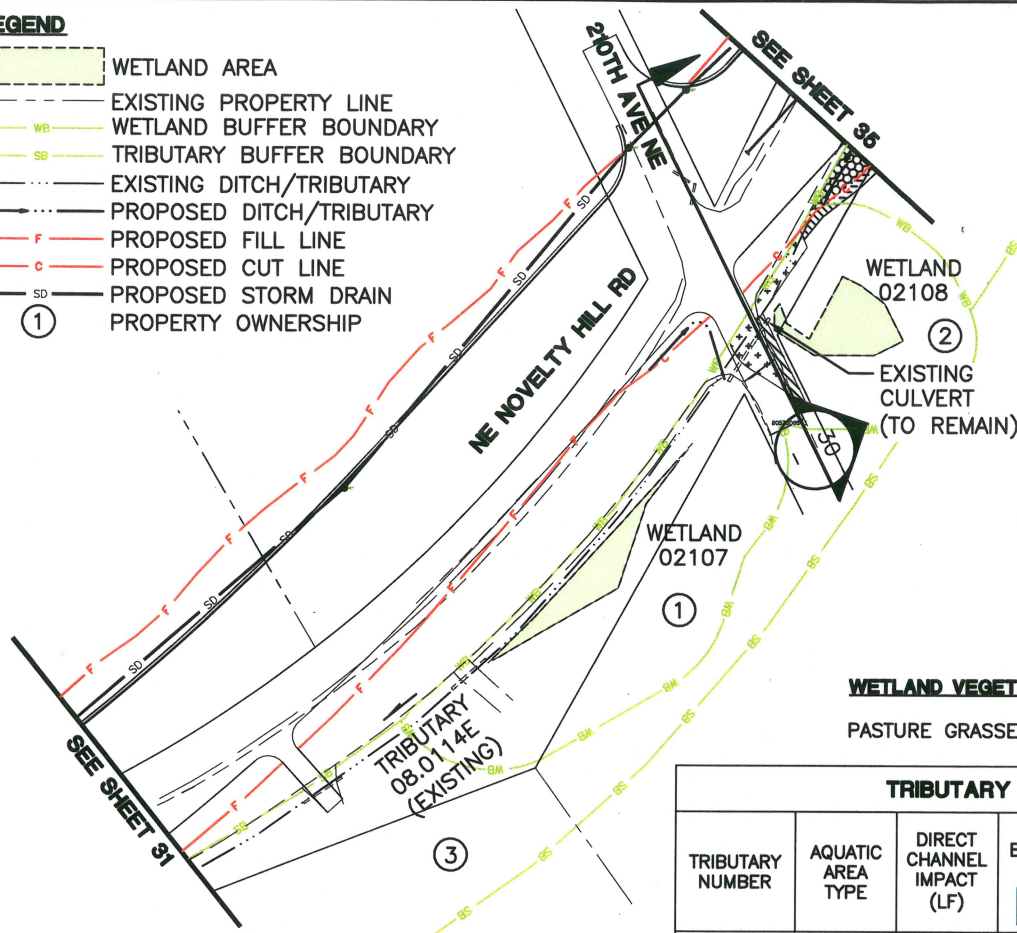 LEGEND
WETLAND AREA
EXISTING PROPERTY LINE
WB WETLAND BUFFER BOUNDARY
SB TRIBUTARY BUFFER BOUNDARY
EXISTING DITCH/TRIBUTARY
PROPOSED DITCH/TRIBUTARY
F PROPOSED FILL LINE
C PROPOSED CUT LINE
SD PROPOSED STORM DRAIN
1 PROPERTY OWNERSHIP
210TH AVE NE
SEE SHEET 35
NE NOVELTY HILL RD
WETLAND
02108
2
EXISTING
CULVERT
(TO REMAIN)
30
WETLAND
02107
1
TRIBUTARY
08.0114E
(EXISTING)
3
SEE SHEET 31
WETLAND VEGET
PASTURE GRASSE
TRIBUTARY
TRIBUTARY
NUMBER
AQUATIC
AREA
TYPE
DIRECT
CHANNEL
IMPACT
(LF)